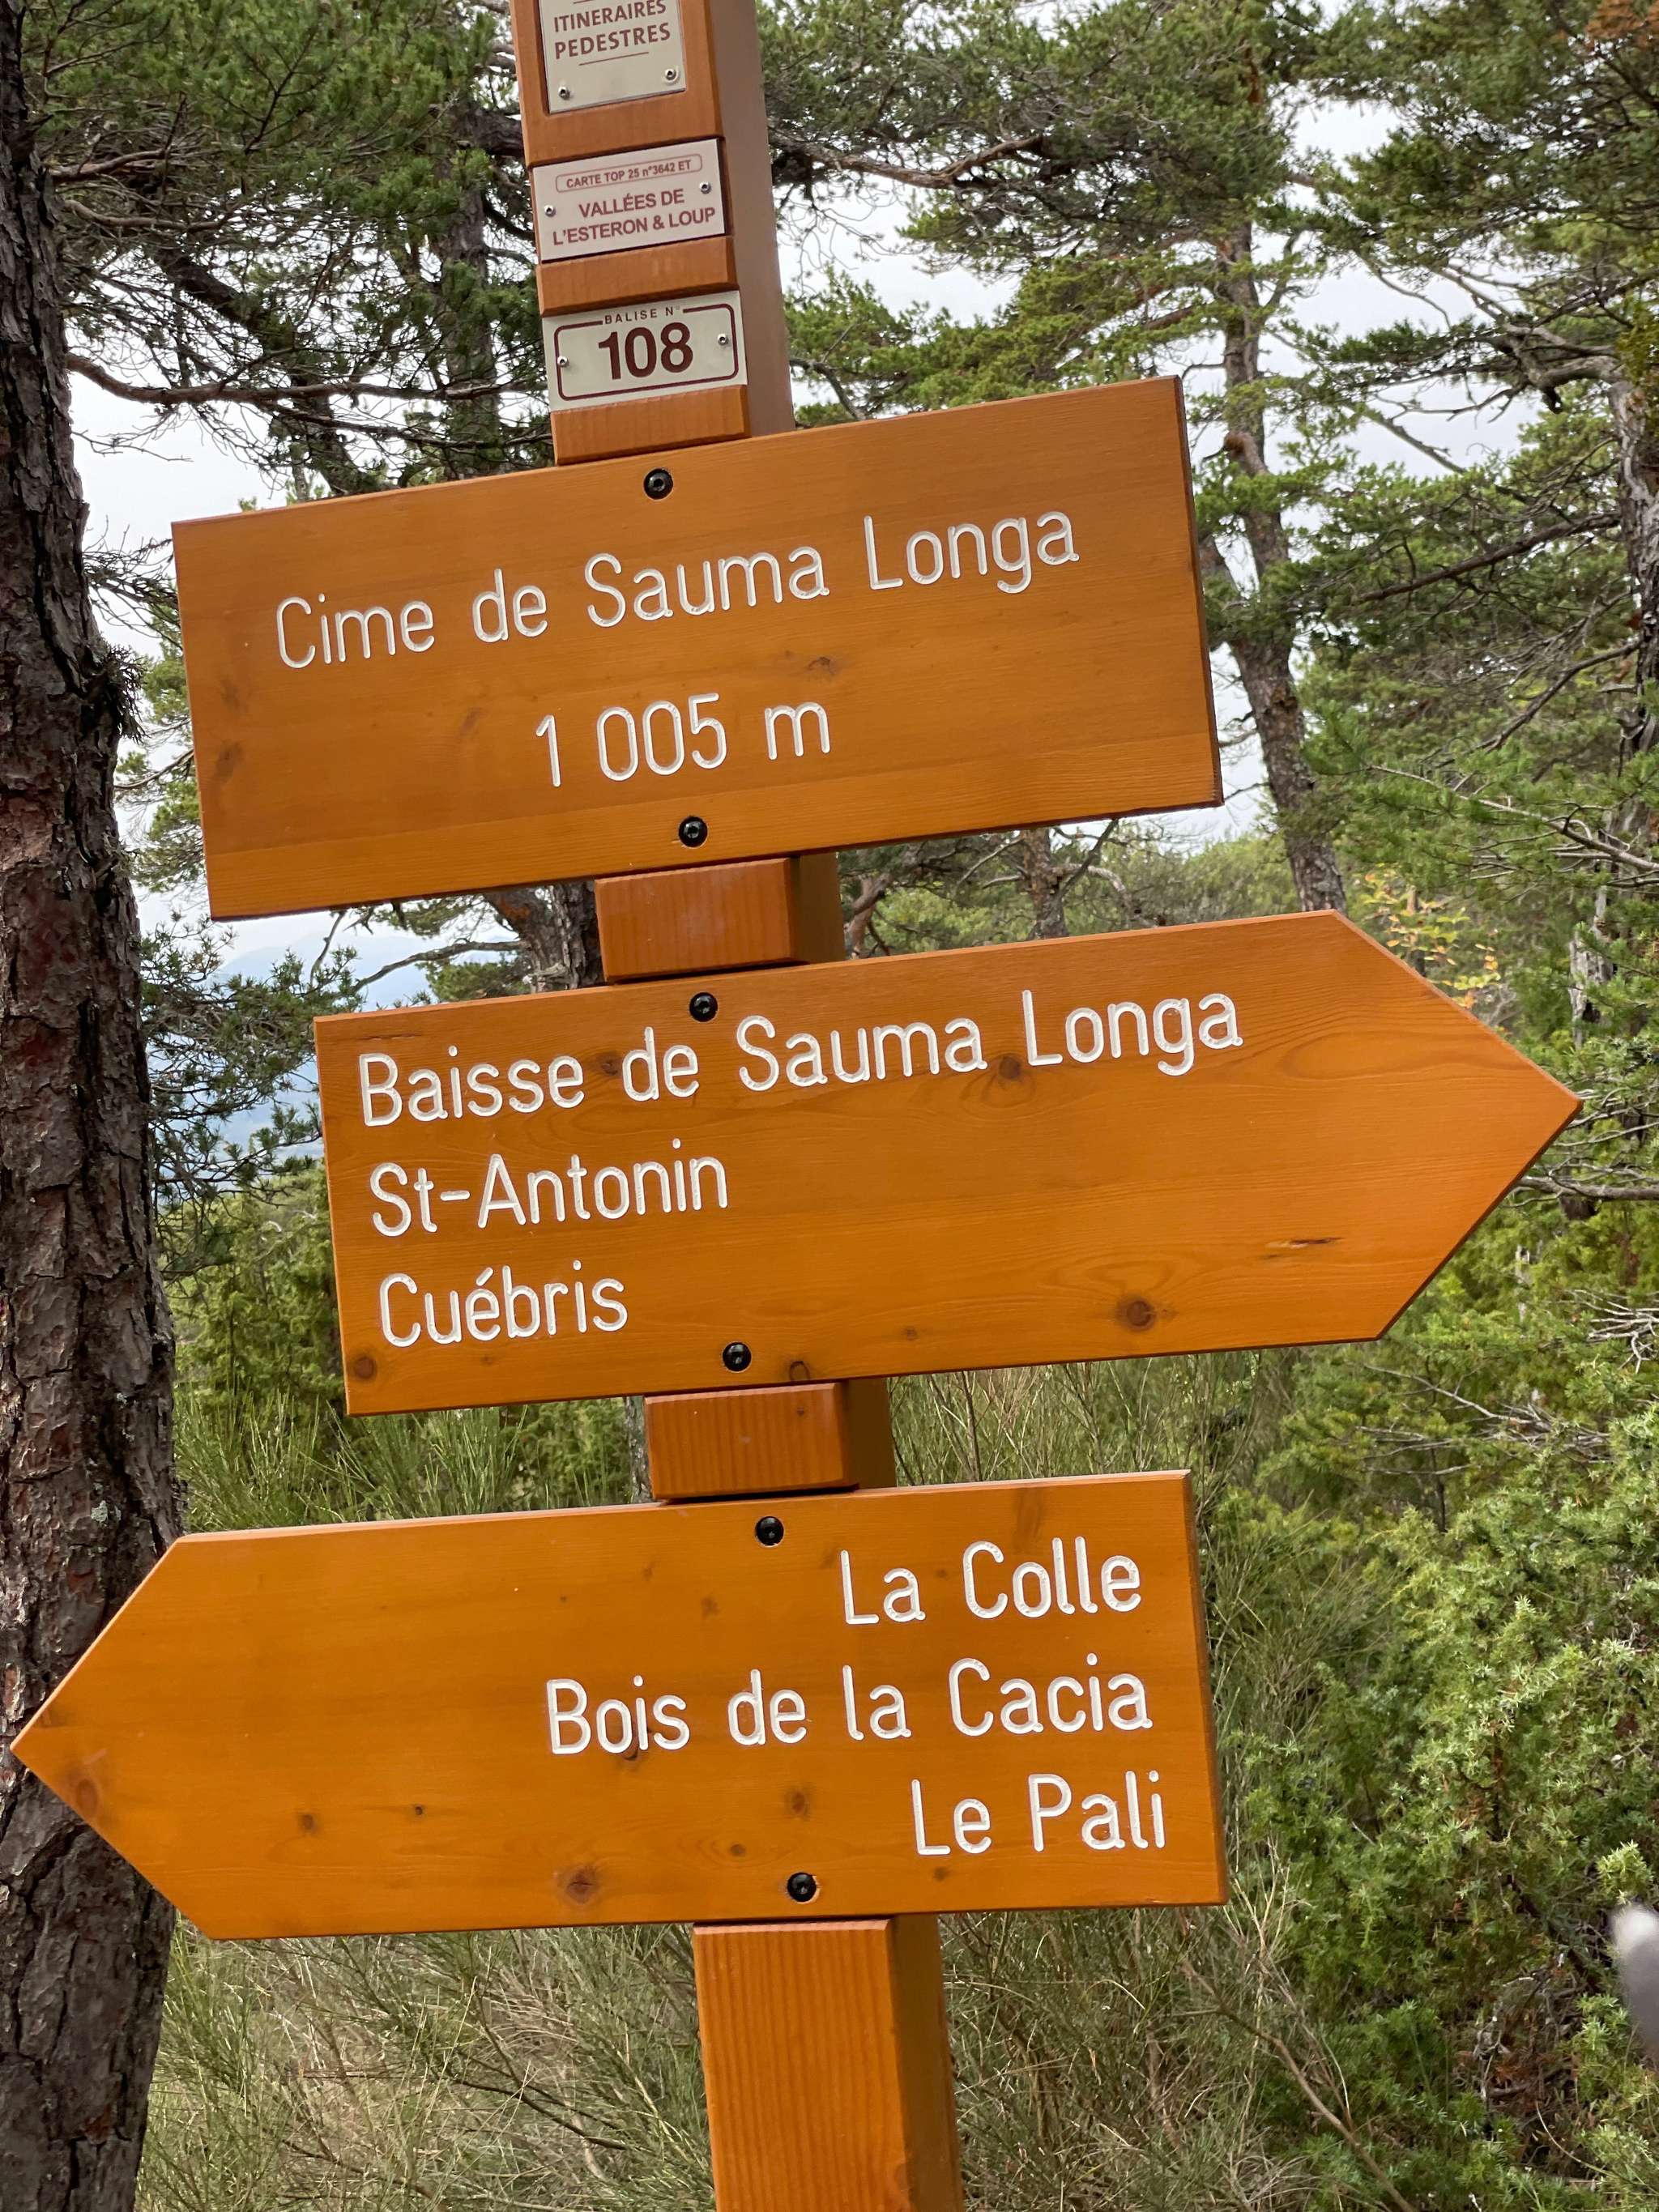 ITINERAIRES
PEDESTRES
CARTE TOP 25 n°3642 ET
VALLÉES DE
L'ESTERON & LOUP
BALISE N°
108
Cime de Sauma Longa
1 005 m
Baisse de Sauma Longa
St-Antonin
Cuébris
La Colle
Bois de la Cacia
Le Pali